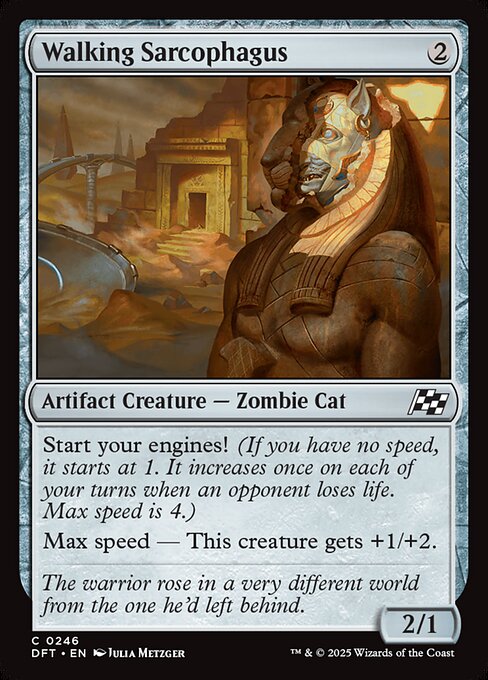 Walking Sarcophagus 2
Artifact Creature — Zombie Cat
Start your engines! (If you have no speed,
it starts at 1. It increases once on each of
your turns when an opponent loses life.
Max speed is 4.)
Max speed — This creature gets +1/+2.
The warrior rose in a very different world
from the one he'd left behind.
2/1
C 0246
DFT • EN Julia Metzger
™ & © 2025 Wizards of the Coast